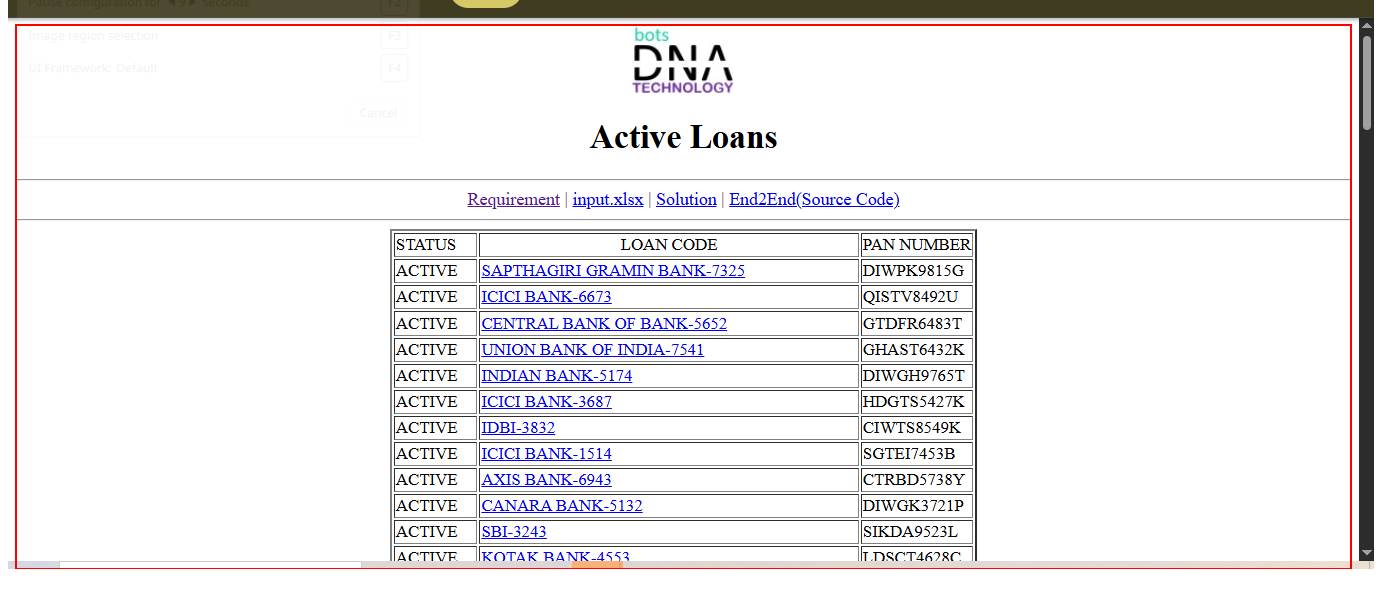 Pause configuration for 9 seconds F2
Image region selection F3
UI Framework: Default F4
Cancel
bots
DNA
TECHNOLOGY
Active Loans
Requirement | input.xlsx | Solution | End2End(Source Code)
STATUS LOAN CODE PAN NUMBER
ACTIVE SAPTHAGIRI GRAMIN BANK-7325 DIWPK9815G
ACTIVE ICICI BANK-6673 QISTV8492U
ACTIVE CENTRAL BANK OF BANK-5652 GTDFR6483T
ACTIVE UNION BANK OF INDIA-7541 GHAST6432K
ACTIVE INDIAN BANK-5174 DIWGH9765T
ACTIVE ICICI BANK-3687 HDGTS5427K
ACTIVE IDBI-3832 CIWTS8549K
ACTIVE ICICI BANK-1514 SGTEI7453B
ACTIVE AXIS BANK-6943 CTRBD5738Y
ACTIVE CANARA BANK-5132 DIWGK3721P
ACTIVE SBI-3243 SIKDA9523L
ACTIVE KOTAK BANK-4553 LDSCT4628C